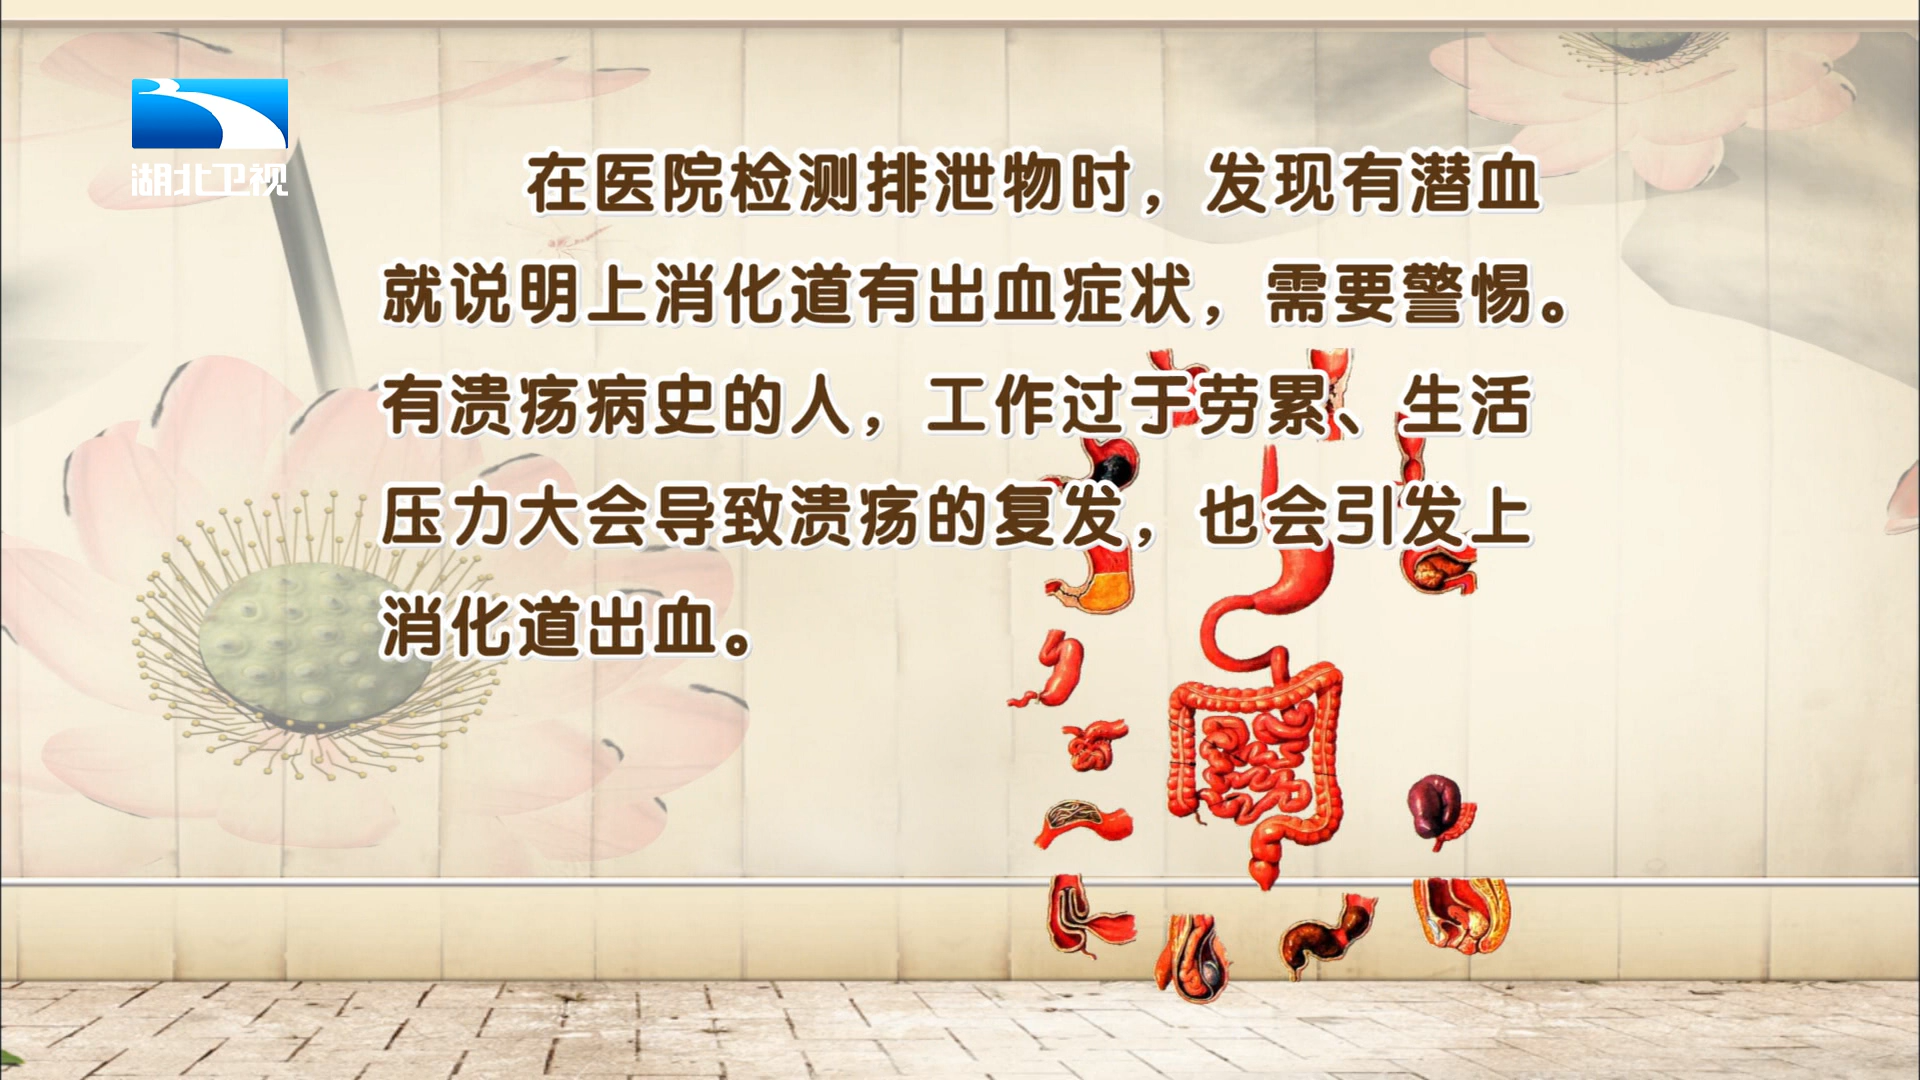 湖北卫视
在医院检测排泄物时，发现有潜血
就说明上消化道有出血症状，需要警惕。
有溃疡病史的人，工作过于劳累、生活
压力大会导致溃疡的复发，也会引发上
消化道出血。